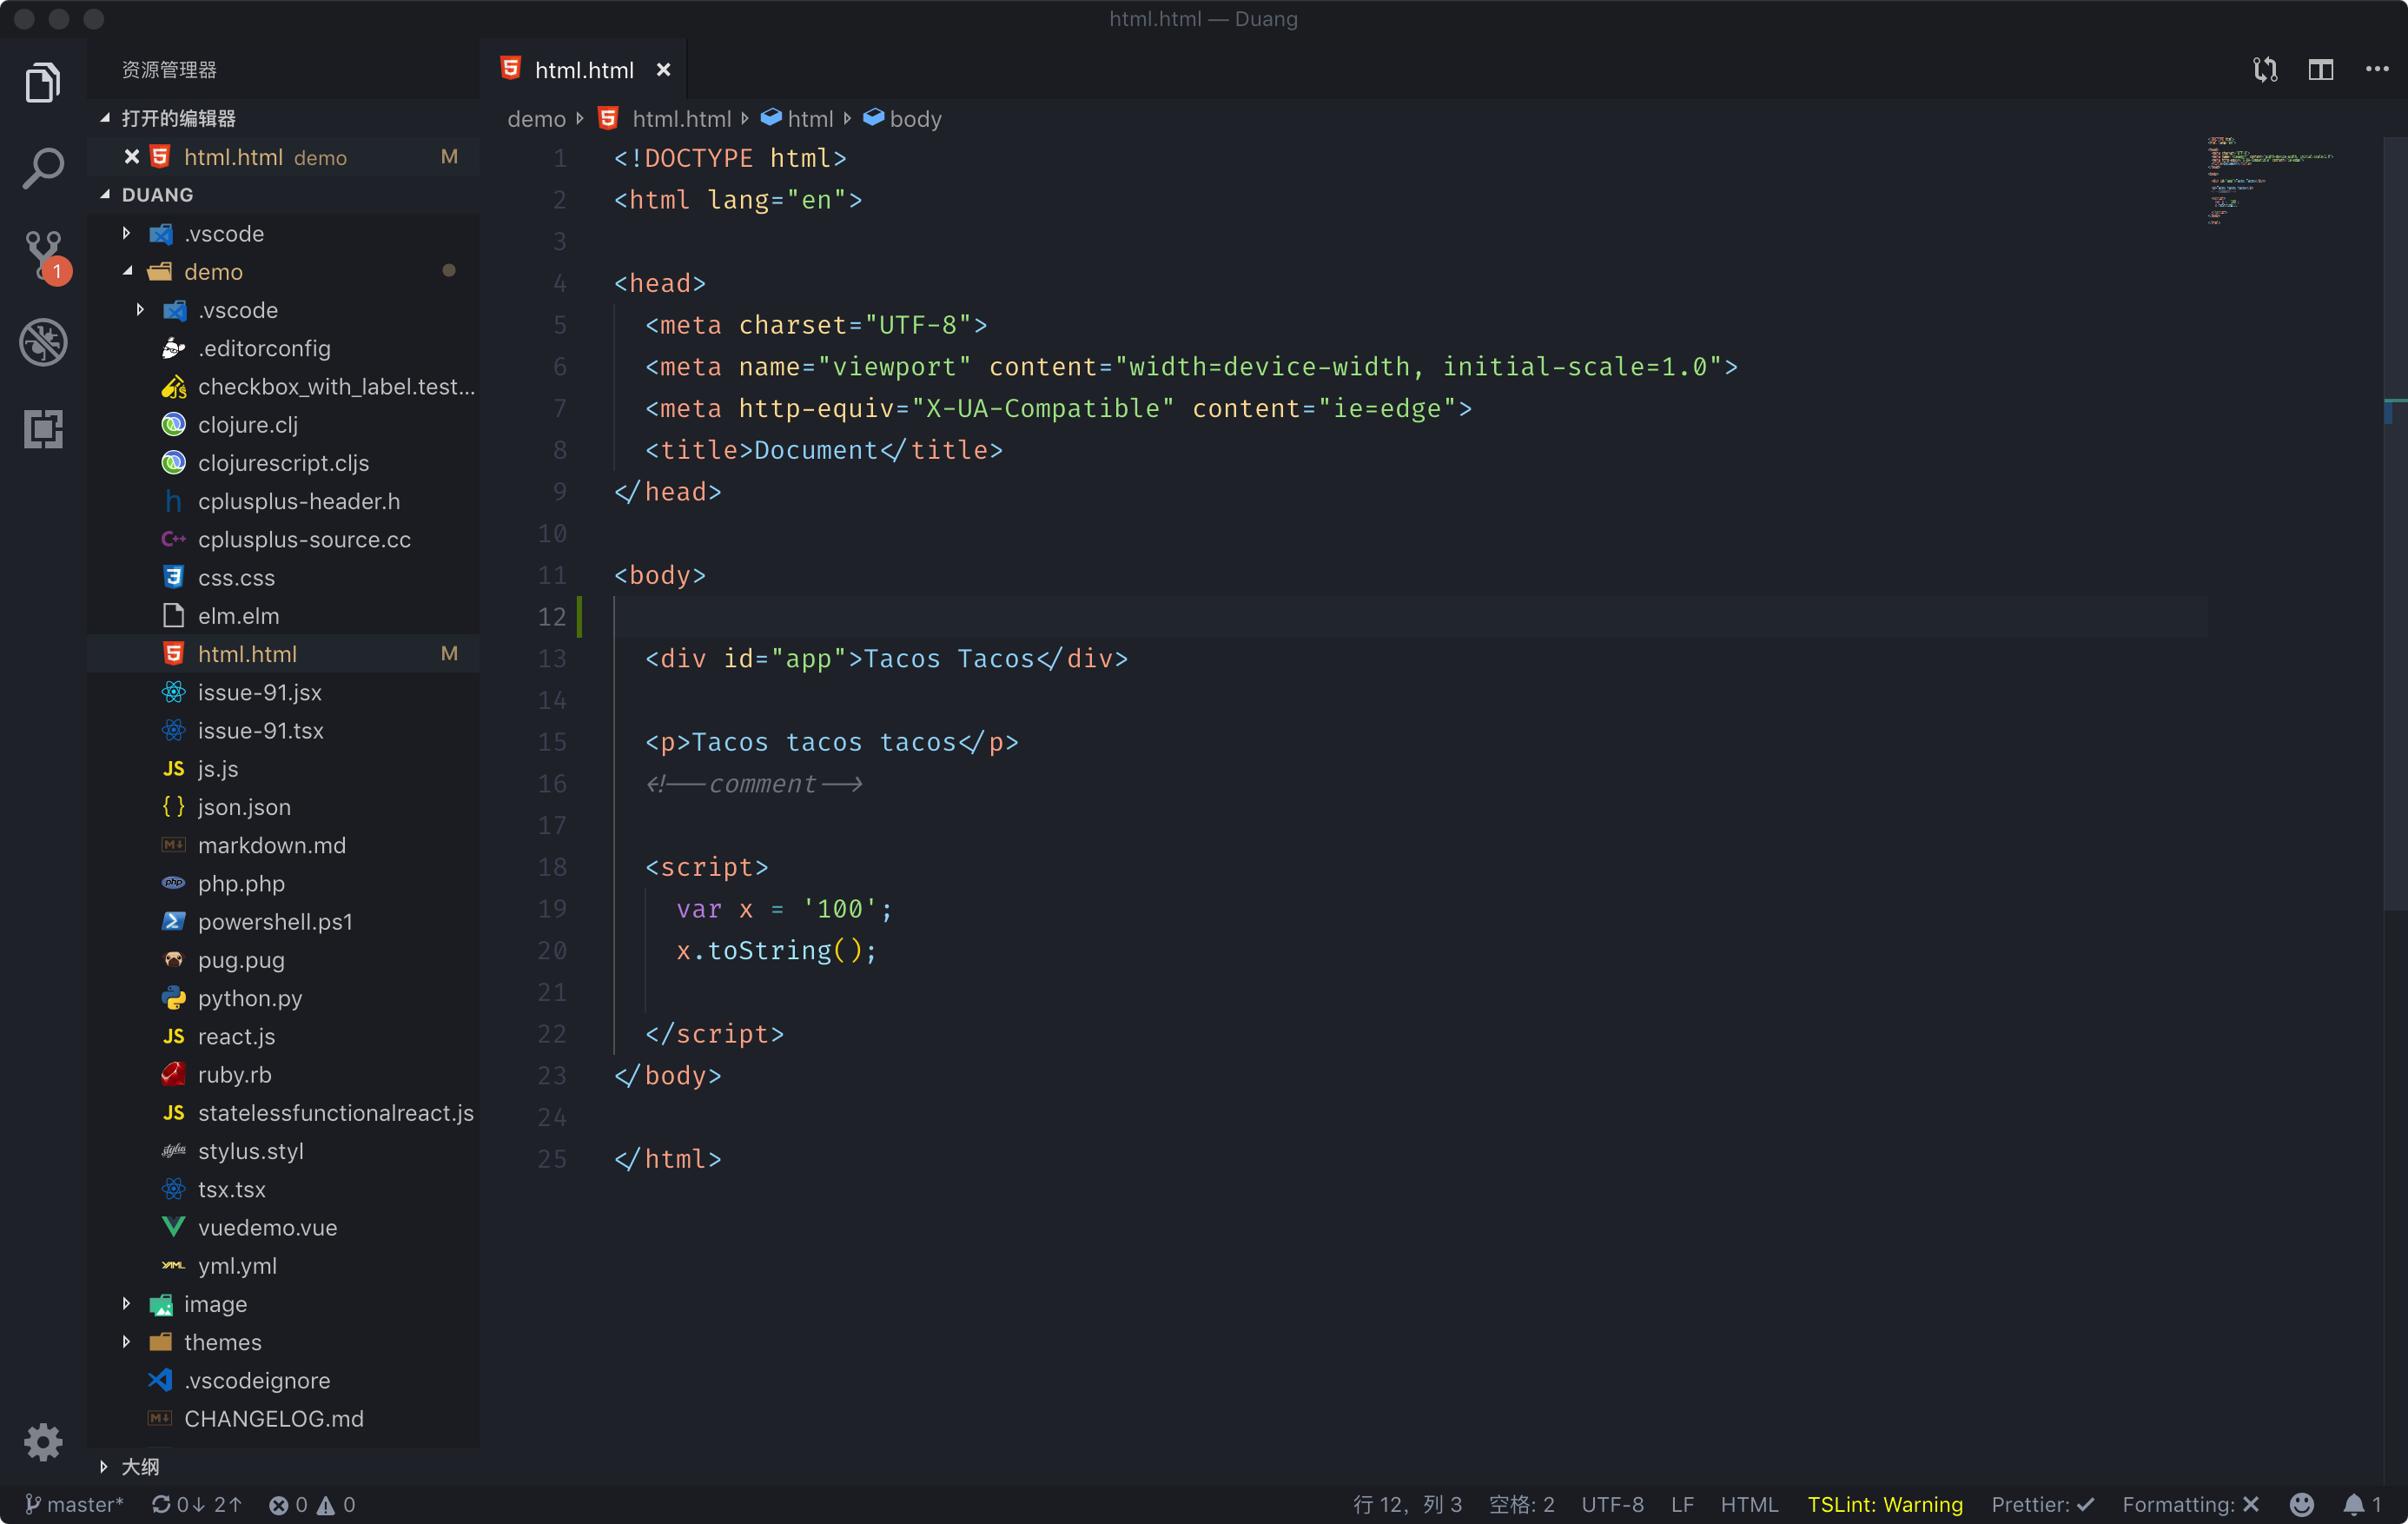 html.html — Duang
资源管理器
打开的编辑器
html.html demo M
DUANG
.vscode
demo
.vscode
.editorconfig
checkbox_with_label.test...
clojure.clj
clojurescript.cljs
cplusplus-header.h
cplusplus-source.cc
css.css
elm.elm
html.html M
issue-91.jsx
issue-91.tsx
js.js
json.json
markdown.md
php.php
powershell.ps1
pug.pug
python.py
react.js
ruby.rb
statelessfunctionalreact.js
stylus.styl
tsx.tsx
vuedemo.vue
yml.yml
image
themes
.vscodeignore
CHANGELOG.md
大纲
1
html.html
demo html.html html body
1 <!DOCTYPE html>
2 <html lang="en">
3
4 <head>
5 <meta charset="UTF-8">
6 <meta name="viewport" content="width=device-width, initial-scale=1.0">
7 <meta http-equiv="X-UA-Compatible" content="ie=edge">
8 <title>Document</title>
9 </head>
10
11 <body>
12
13 <div id="app">Tacos Tacos</div>
14
15 <p>Tacos tacos tacos</p>
16 <!--comment-->
17
18 <script>
19 var x = '100';
20 x.toString();
21
22 </script>
23 </body>
24
25 </html>
master* 0↓ 2↑ 0 0 行 12，列 3 空格: 2 UTF-8 LF HTML TSLint: Warning Prettier: ✓ Formatting: ✕ 1